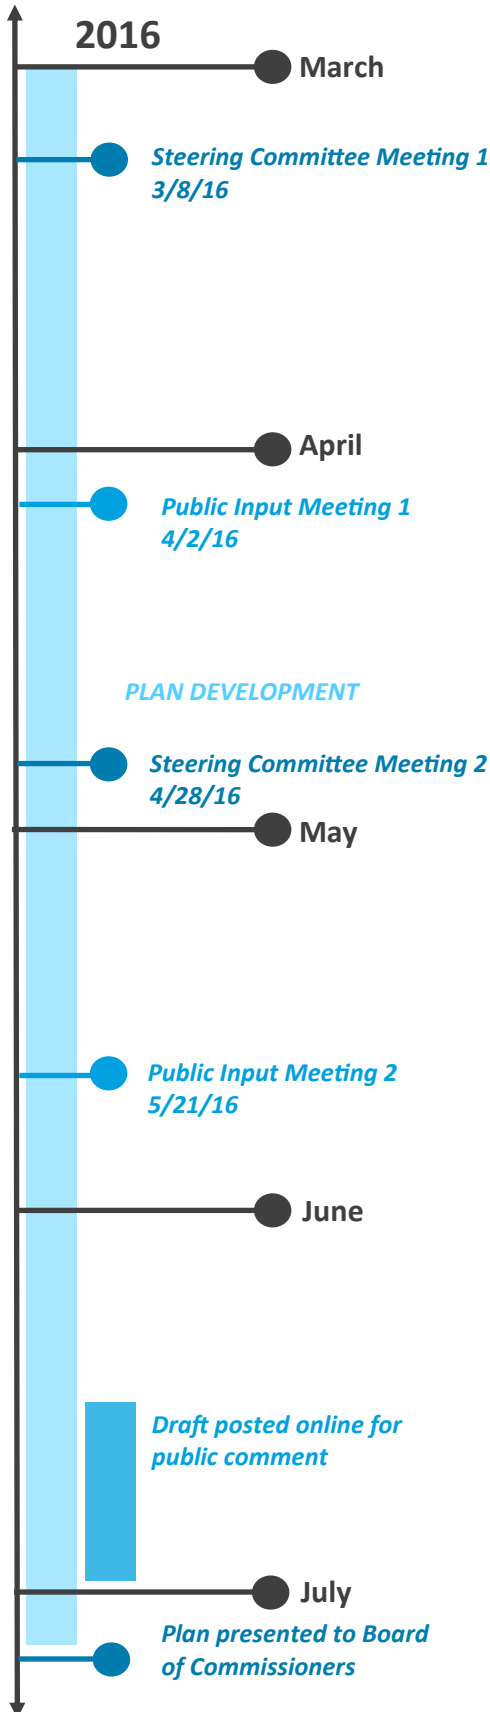 2016
March
Steering Committee Meeting 1
3/8/16
April
Public Input Meeting 1
4/2/16
PLAN DEVELOPMENT
Steering Committee Meeting 2
4/28/16
May
Public Input Meeting 2
5/21/16
June
Draft posted online for
public comment
July
Plan presented to Board
of Commissioners